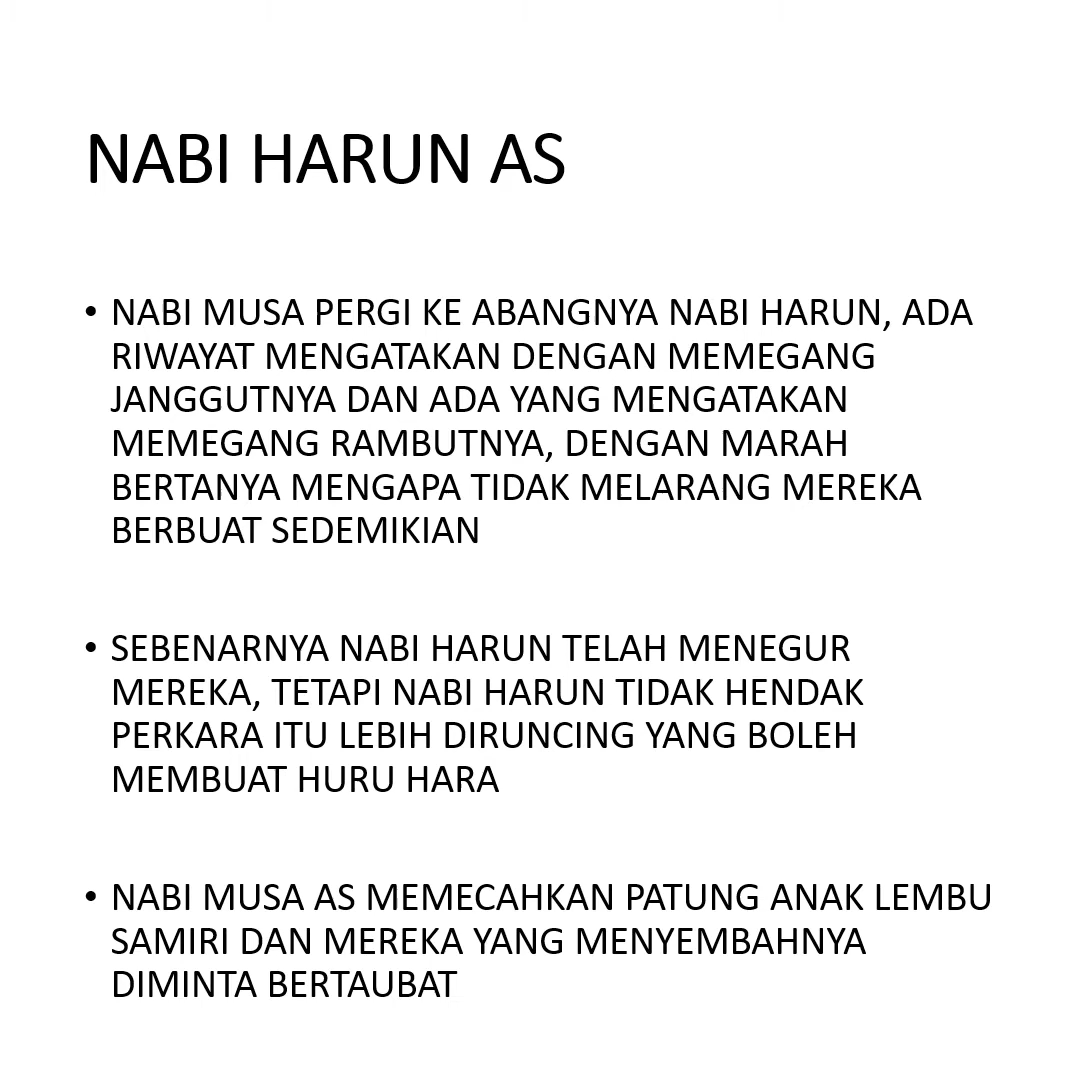 NABI HARUN AS
• NABI MUSA PERGI KE ABANGNYA NABI HARUN, ADA
RIWAYAT MENGATAKAN DENGAN MEMEGANG
JANGGUTNYA DAN ADA YANG MENGATAKAN
MEMEGANG RAMBUTNYA, DENGAN MARAH
BERTANYA MENGAPA TIDAK MELARANG MEREKA
BERBUAT SEDEMIKIAN
• SEBENARNYA NABI HARUN TELAH MENEGUR
MEREKA, TETAPI NABI HARUN TIDAK HENDAK
PERKARA ITU LEBIH DIRUNCING YANG BOLEH
MEMBUAT HURU HARA
• NABI MUSA AS MEMECAHKAN PATUNG ANAK LEMBU
SAMIRI DAN MEREKA YANG MENYEMBAHNYA
DIMINTA BERTAUBAT